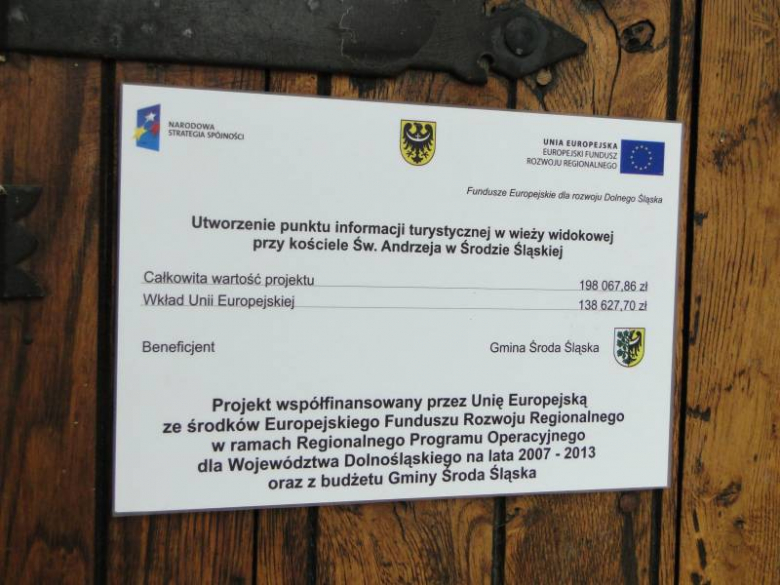 NARODOWA
STRATEGIA SPÓJNOŚCI
UNIA EUROPEJSKA
EUROPEJSKI FUNDUSZ
ROZWOJU REGIONALNEGO
Fundusze Europejskie dla rozwoju Dolnego Śląska
Utworzenie punktu informacji turystycznej w wieży widokowej
przy kościele Św. Andrzeja w Środzie Śląskiej
Całkowita wartość projektu 198 067,86 zł
Wkład Unii Europejskiej 138 627,70 zł
Beneficjent Gmina Środa Śląska
Projekt współfinansowany przez Unię Europejską
ze środków Europejskiego Funduszu Rozwoju Regionalnego
w ramach Regionalnego Programu Operacyjnego
dla Województwa Dolnośląskiego na lata 2007 - 2013
oraz z budżetu Gminy Środa Śląska